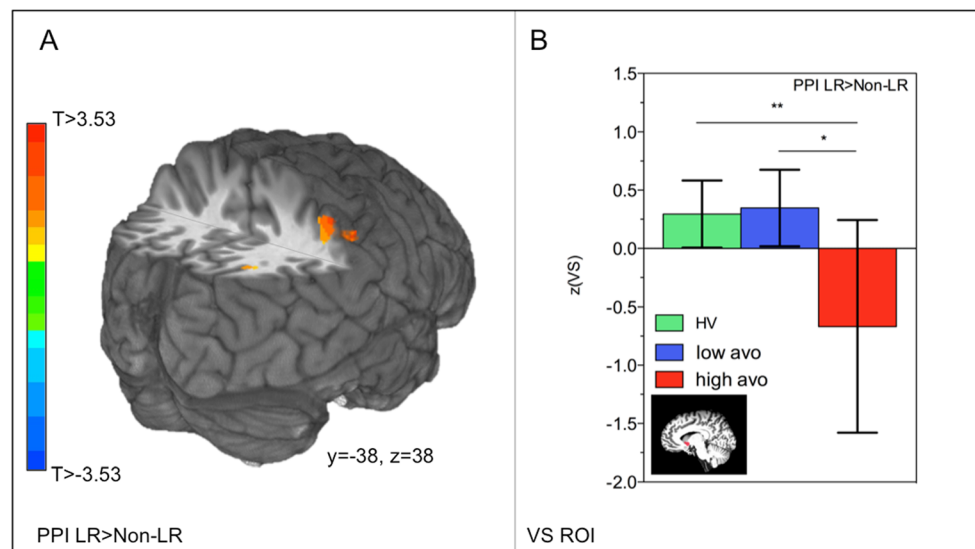 A
T>3.53
T>-3.53
y=-38, z=38
PPI LR>Non-LR
B
PPI LR>Non-LR
**
*
1.5
1.0
0.5
0.0
-0.5
-1.0
-1.5
-2.0
z(VS)
HV
low avo
high avo
VS ROI